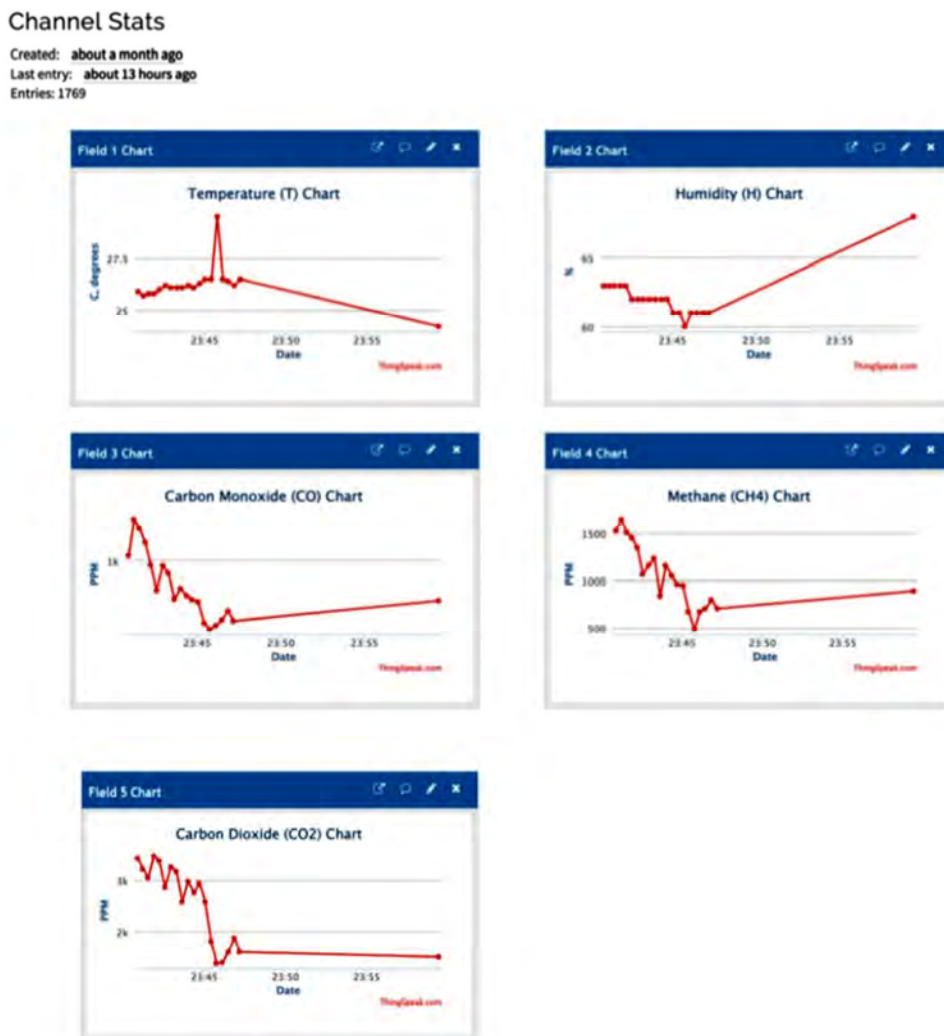 Channel Stats
Created: about a month ago
Last entry: about 13 hours ago
Entries: 1769
Field 1 Chart
Temperature (T) Chart
C, degrees
27.5
25
23:45 23:50 23:55
Date
ThingSpeak.com
Field 2 Chart
Humidity (H) Chart
%
65
60
23:45 23:50 23:55
Date
ThingSpeak.com
Field 3 Chart
Carbon Monoxide (CO) Chart
PPM
1k
23:45 23:50 23:55
Date
ThingSpeak.com
Field 4 Chart
Methane (CH4) Chart
PPM
1500
1000
500
23:45 23:50 23:55
Date
ThingSpeak.com
Field 5 Chart
Carbon Dioxide (CO2) Chart
PPM
3k
2k
23:45 23:50 23:55
Date
ThingSpeak.com